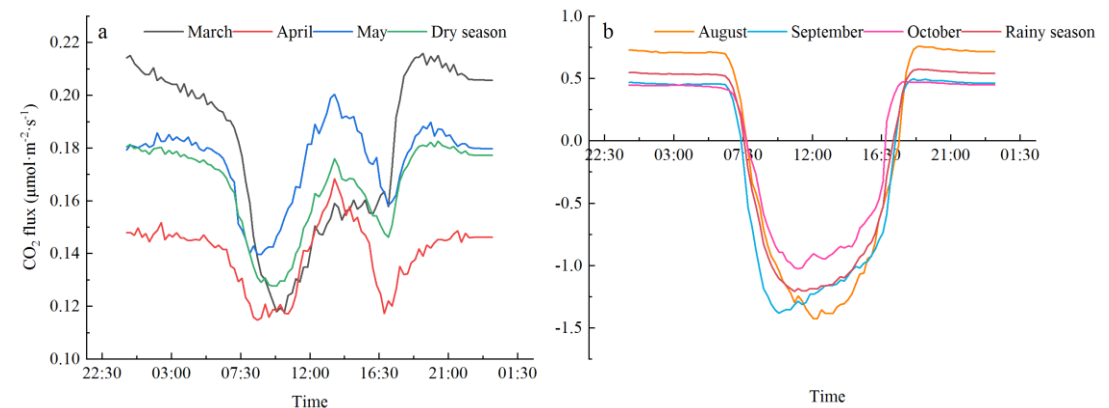 a
March April May Dry season
CO₂ flux (μmol·m⁻²·s⁻¹)
0.22
0.20
0.18
0.16
0.14
0.12
0.10
22:30 03:00 07:30 12:00 16:30 21:00 01:30
Time
b
August September October Rainy season
1.0
0.5
0.0
-0.5
-1.0
-1.5
22:30 03:00 07:30 12:00 16:30 21:00 01:30
Time